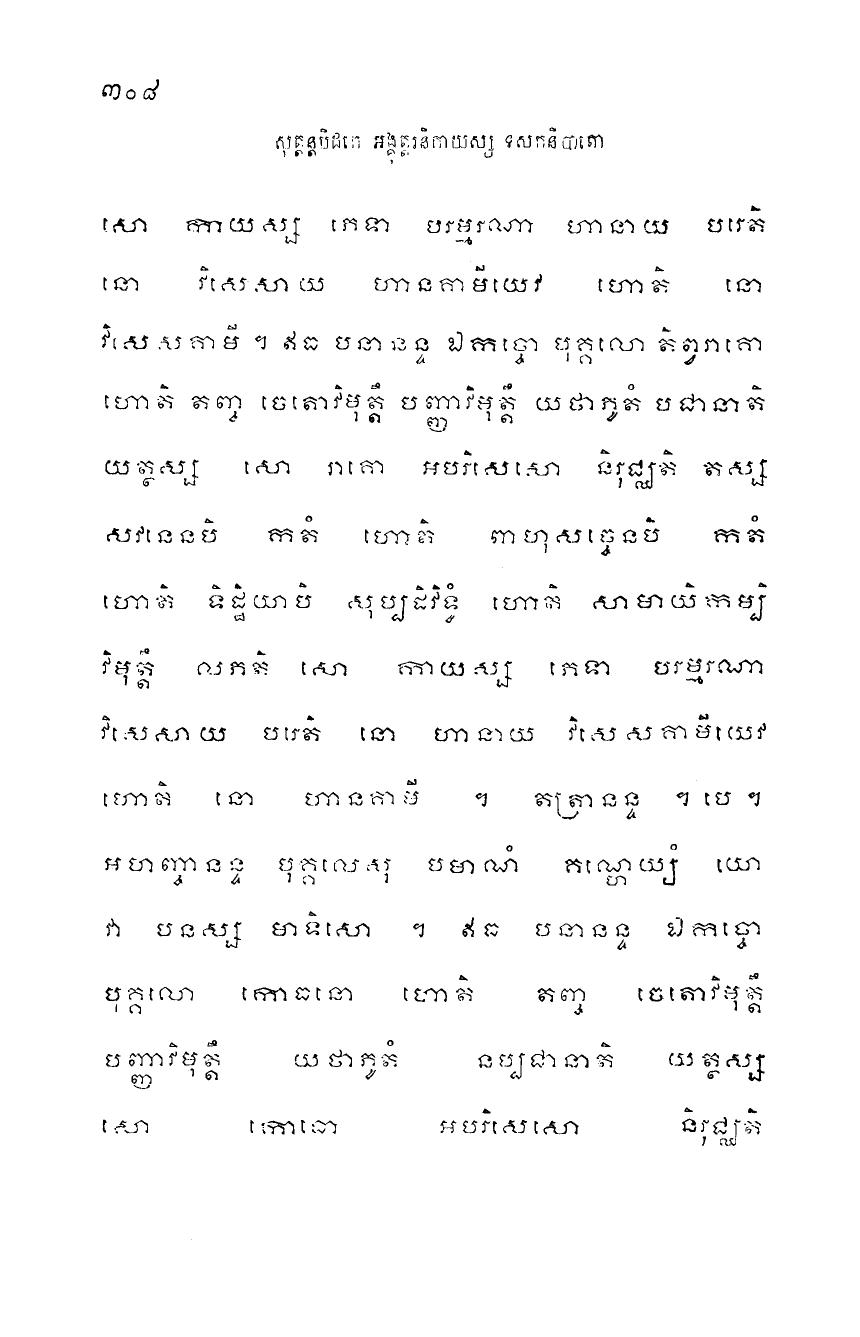 ៣០៨
សុត្តន្តបិដកេ អង្គុត្តរនិកាយស្ស ទសកនិបាតោ
សោ កាយស្ស ភេទា បរម្មរណា ហានាយ បរេតិ
នោ វិសេសាយ ហានគាមីយេវ ហោតិ នោ
វិសេសគាមី ។ ឥធ បនានន្ទ ឯកច្ចោ បុគ្គលោ តិព្វរាគោ
ហោតិ តញ្ច ចេតោវិមុត្តឹ បញ្ញាវិមុត្តឹ យថាភូតំ បជានាតិ
យត្ថស្ស សោ រាគោ អបរិសេសោ និរុជ្ឈតិ តស្ស
សវនេនបិ កតំ ហោតិ ពាហុសច្ចេនបិ កតំ
ហោតិ ទិដ្ឋិយាបិ សុប្បដិវិទ្ធំ ហោតិ សាមាយិកម្បិ
វិមុត្តឹ លភតិ សោ កាយស្ស ភេទា បរម្មរណា
វិសេសាយ បរេតិ នោ ហានាយ វិសេសគាមីយេវ
ហោតិ នោ ហានគាមី ។ តត្រានន្ទ ។ បេ ។
អហញ្ចានន្ទ បុគ្គលេសុ បមាណំ គណ្ហេយ្យំ យោ
វា បនស្ស មាទិសោ ។ ឥធ បនានន្ទ ឯកច្ចោ
បុគ្គលោ កោធនោ ហោតិ តញ្ច ចេតោវិមុត្តឹ
បញ្ញាវិមុត្តឹ យថាភូតំ នប្បជានាតិ យត្ថស្ស
សោ កោធោ អបរិសេសោ និរុជ្ឈតិ